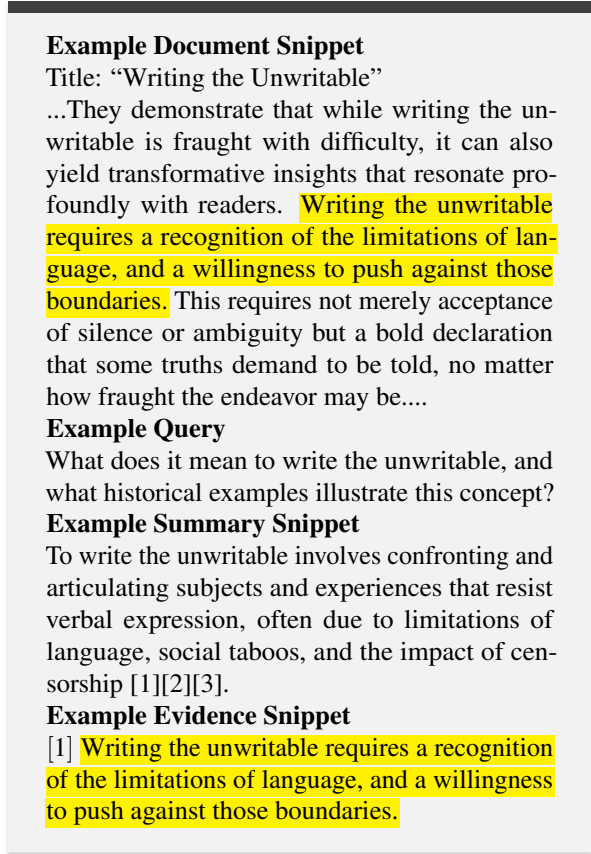 Example Document Snippet
Title: “Writing the Unwritable”
...They demonstrate that while writing the un-
writable is fraught with difficulty, it can also
yield transformative insights that resonate pro-
foundly with readers. Writing the unwritable
requires a recognition of the limitations of lan-
guage, and a willingness to push against those
boundaries. This requires not merely acceptance
of silence or ambiguity but a bold declaration
that some truths demand to be told, no matter
how fraught the endeavor may be....
Example Query
What does it mean to write the unwritable, and
what historical examples illustrate this concept?
Example Summary Snippet
To write the unwritable involves confronting and
articulating subjects and experiences that resist
verbal expression, often due to limitations of
language, social taboos, and the impact of cen-
sorship [1][2][3].
Example Evidence Snippet
[1] Writing the unwritable requires a recognition
of the limitations of language, and a willingness
to push against those boundaries.